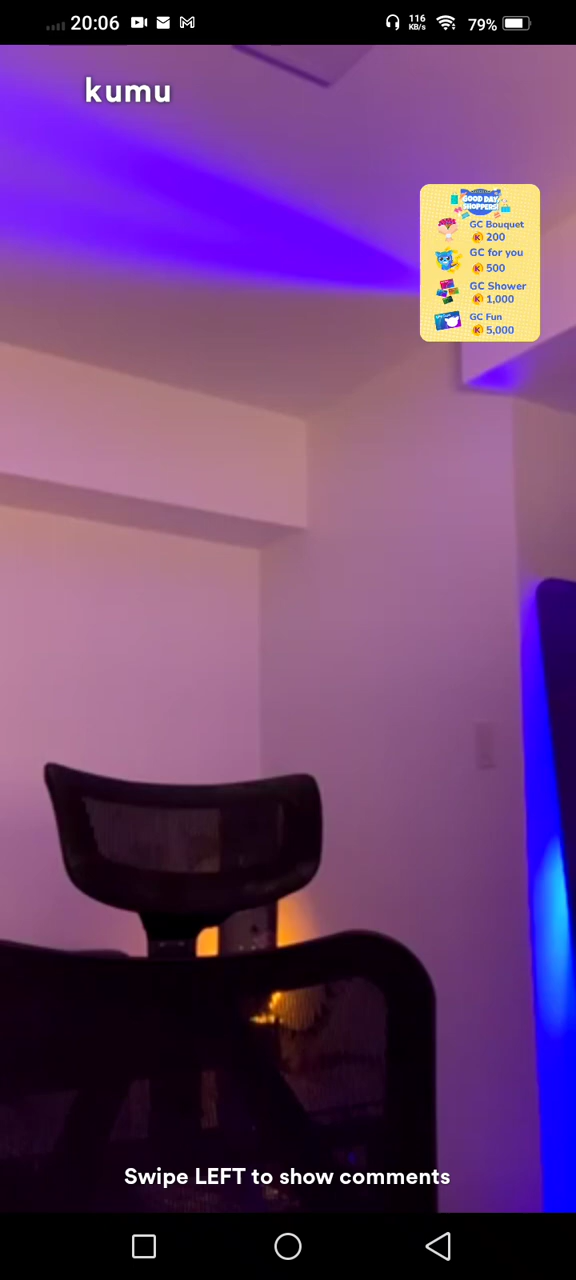 20:06
116
KB/s
79%
kumu
GOOD DAY
SHOPPERS!
GC Bouquet
K 200
GC for you
K 500
GC Shower
K 1,000
GC Fun
K 5,000
Swipe LEFT to show comments